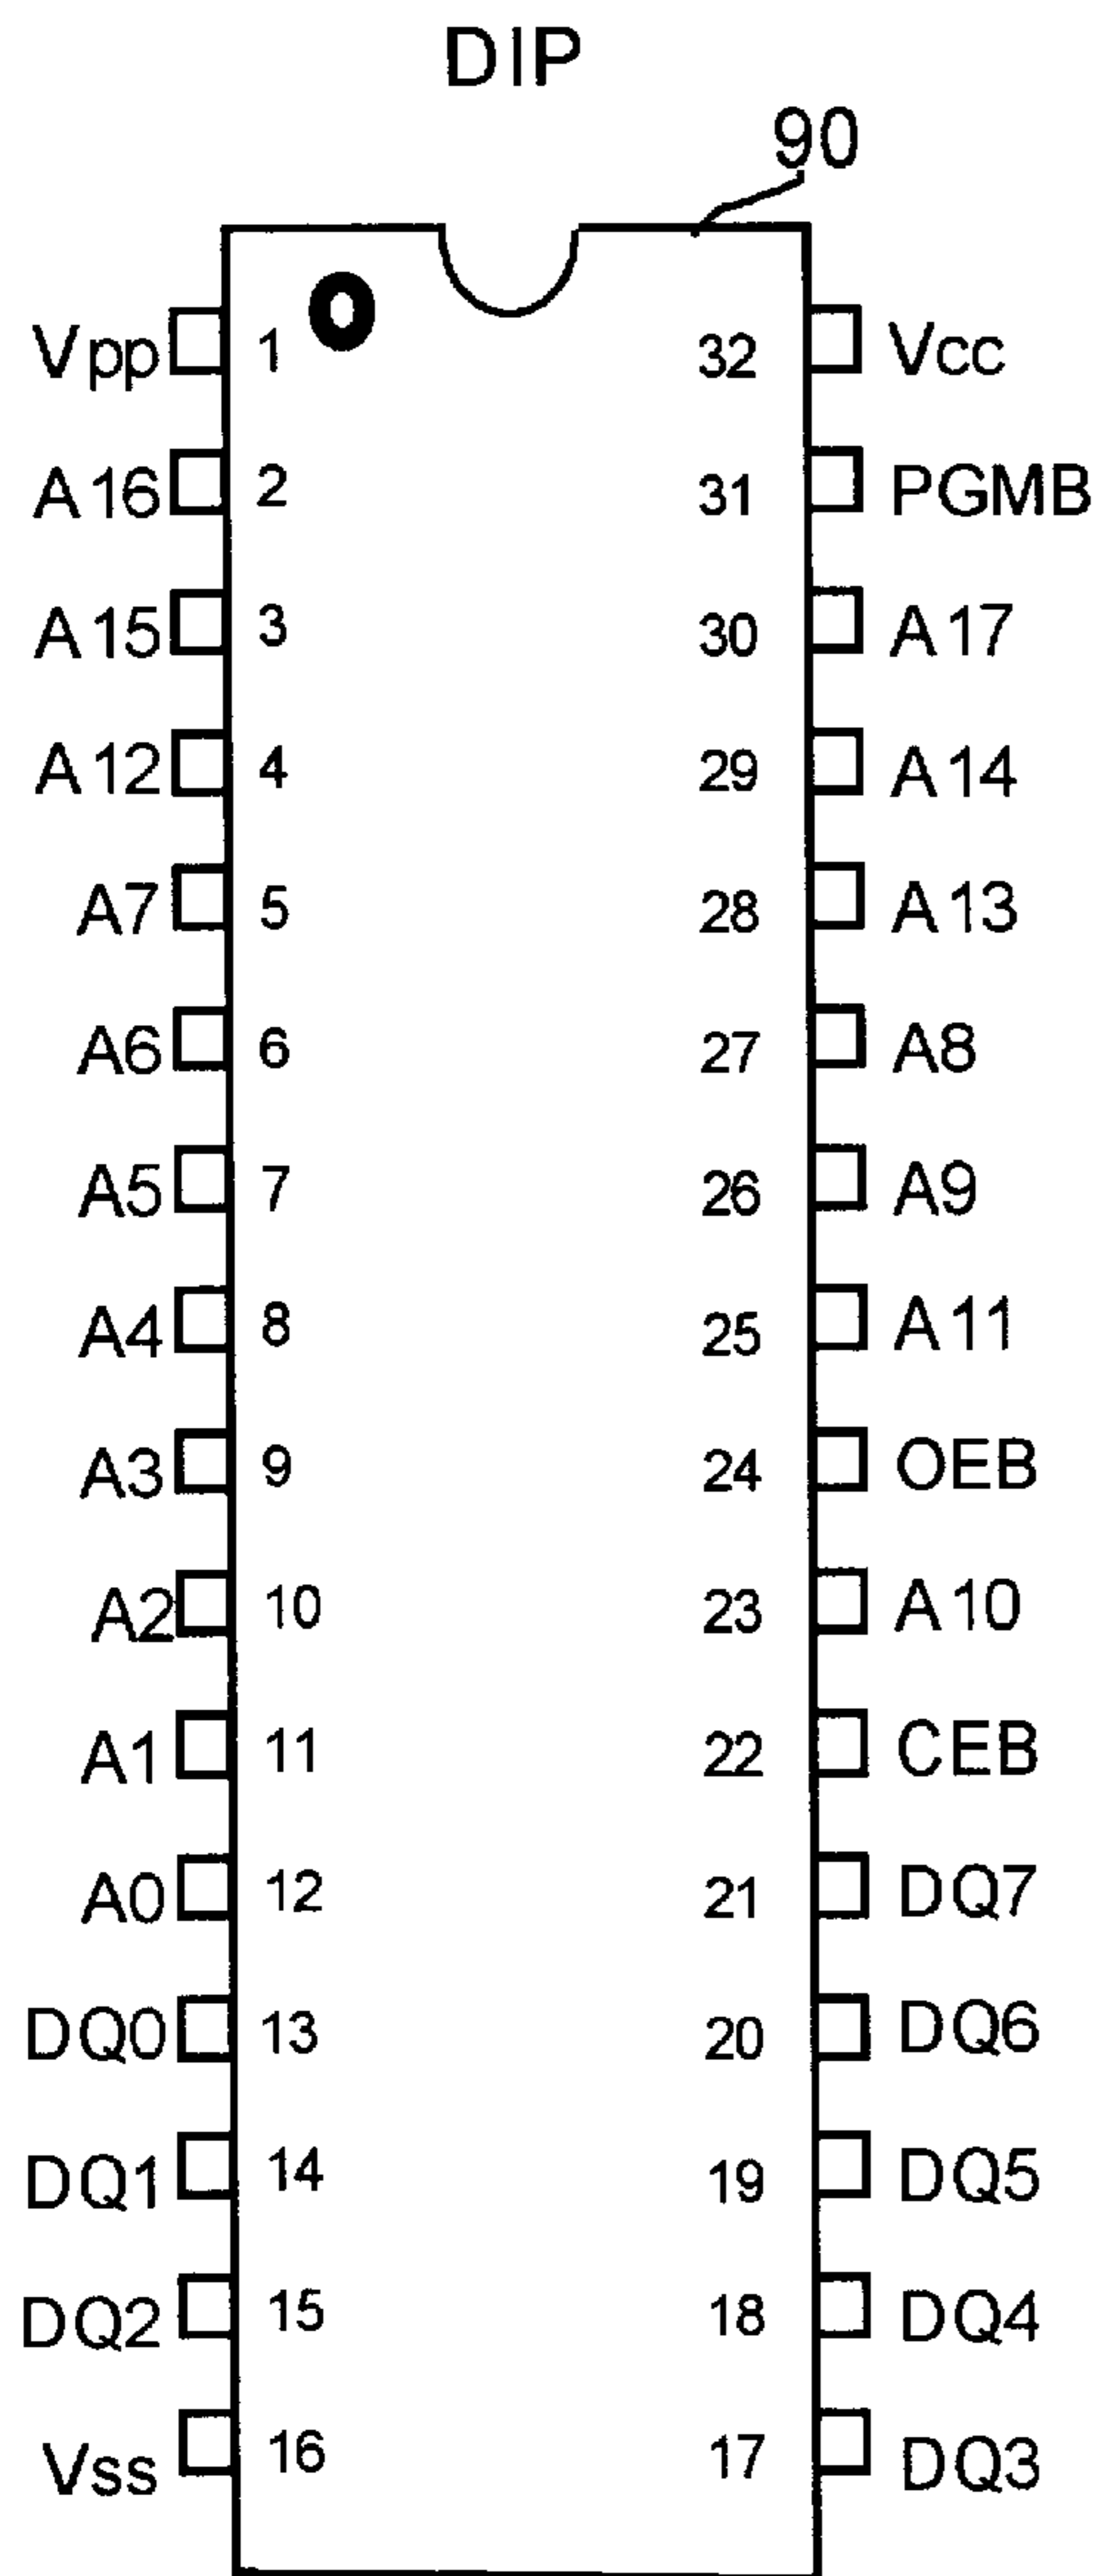 DIP
90
Vpp 1 32 Vcc
A16 2 31 PGMB
A15 3 30 A17
A12 4 29 A14
A7 5 28 A13
A6 6 27 A8
A5 7 26 A9
A4 8 25 A11
A3 9 24 OEB
A2 10 23 A10
A1 11 22 CEB
A0 12 21 DQ7
DQ0 13 20 DQ6
DQ1 14 19 DQ5
DQ2 15 18 DQ4
Vss 16 17 DQ3